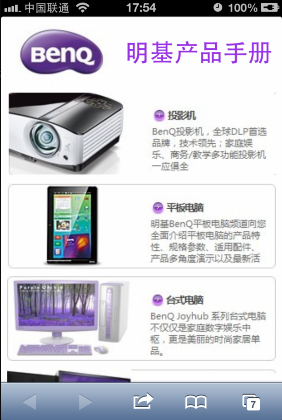 中国联通
17:54
100%
BenQ
明基产品手册
投影机
BenQ投影机，全球DLP首选
品牌，技术领先；家庭娱
乐、商务/教学多功能投影机
一应俱全
平板电脑
明基BenQ平板电脑频道向您
全面介绍平板电脑的产品特
性、规格参数、适用配件、
产品多角度演示以及最新活
台式电脑
BenQ Joyhub 系列台式电脑
不仅仅是家庭数字娱乐中
枢，更是美丽的时尚家居单
品。
7